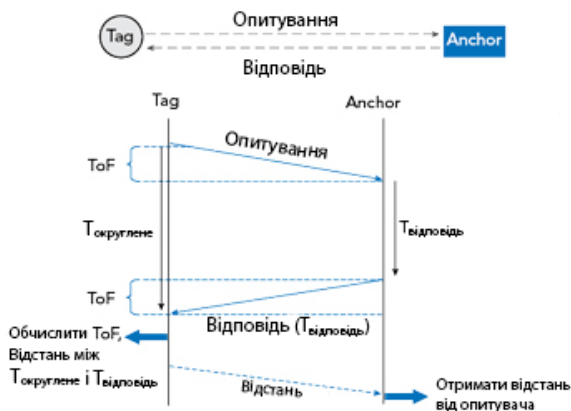 Опитування
Tag
Anchor
Відповідь
Tag
Anchor
Опитування
ToF
Tокруглене
Tвідповідь
ToF
Відповідь (Tвідповідь)
Обчислити ToF,
Відстань між
Tокруглене і Tвідповідь
Відстань
Отримати відстань
від опитувача